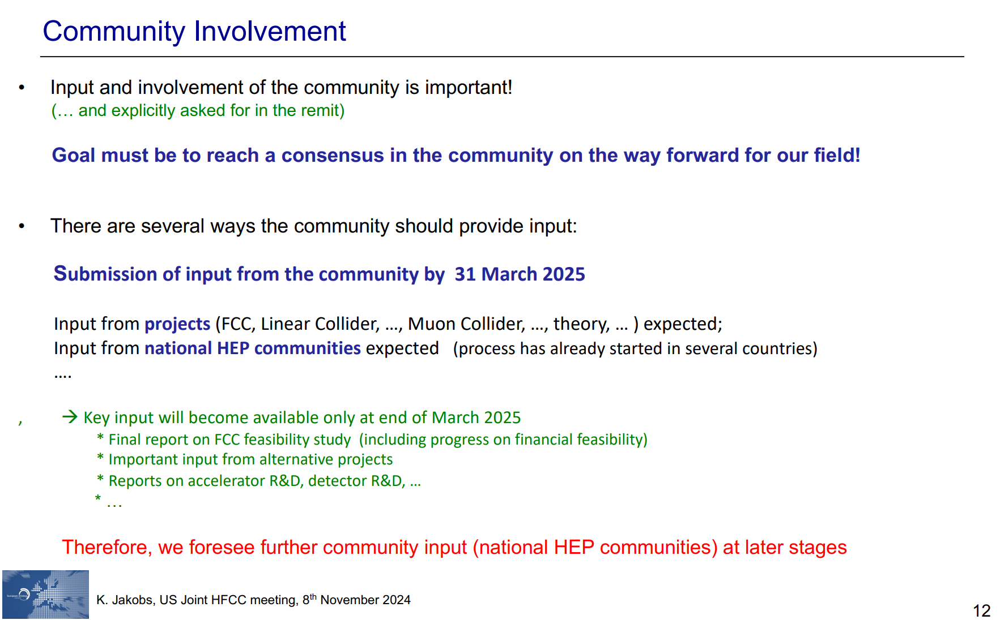 Community Involvement
• Input and involvement of the community is important!
(… and explicitly asked for in the remit)
Goal must be to reach a consensus in the community on the way forward for our field!
• There are several ways the community should provide input:
Submission of input from the community by 31 March 2025
Input from projects (FCC, Linear Collider, …, Muon Collider, …, theory, … ) expected;
Input from national HEP communities expected (process has already started in several countries)
….
, → Key input will become available only at end of March 2025
* Final report on FCC feasibility study (including progress on financial feasibility)
* Important input from alternative projects
* Reports on accelerator R&D, detector R&D, …
* …
Therefore, we foresee further community input (national HEP communities) at later stages
European Strategy
K. Jakobs, US Joint HFCC meeting, 8th November 2024
12